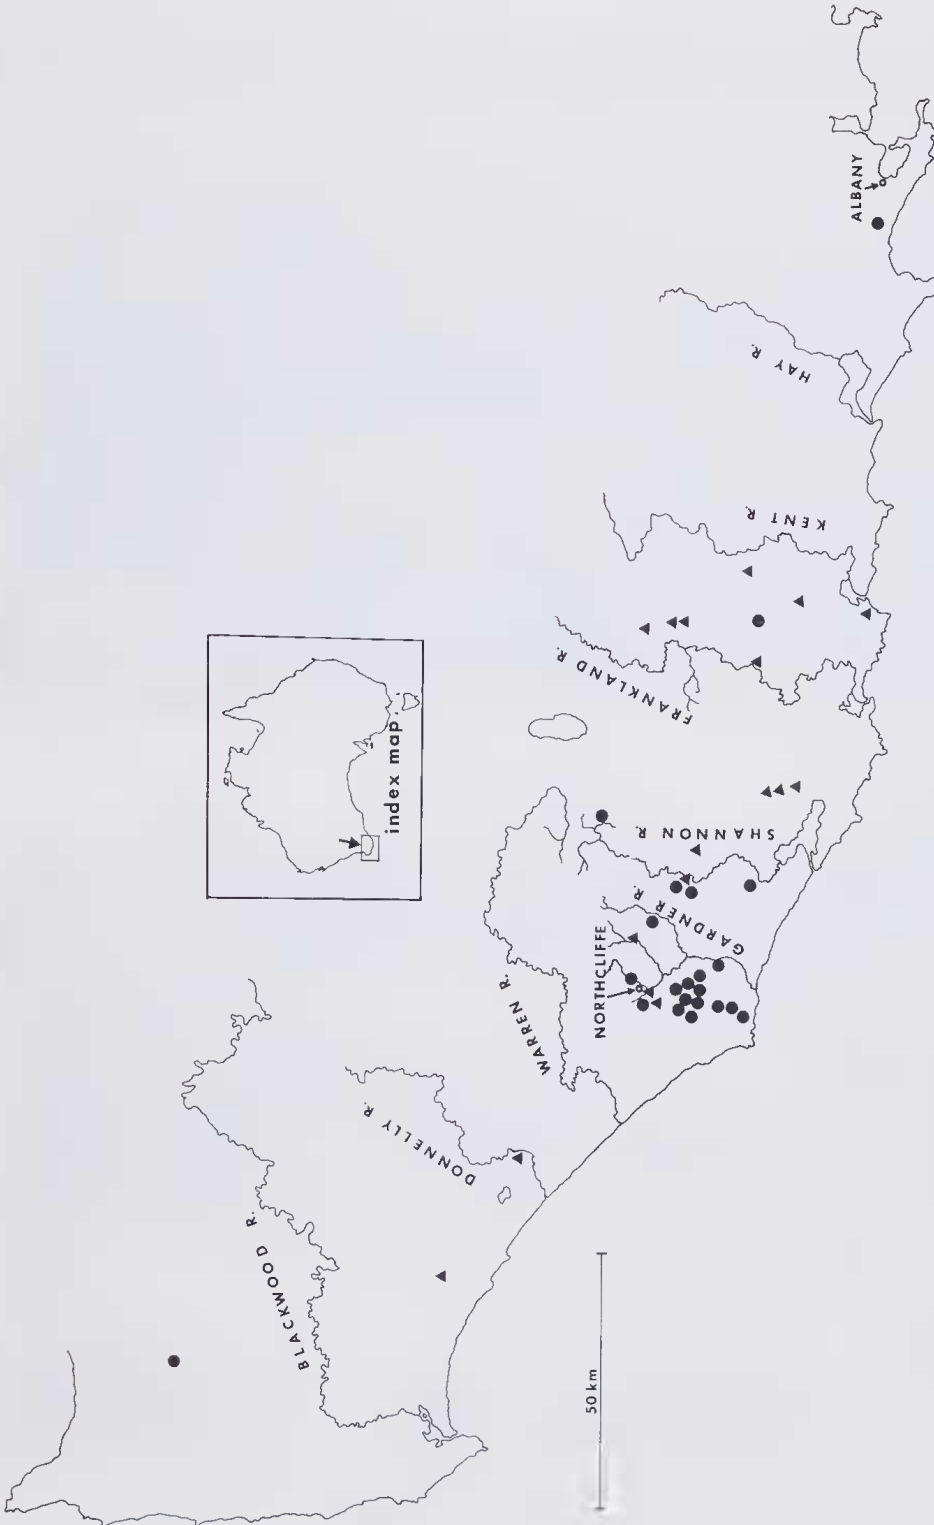 index map
BLACKWOOD R.
DONNELLY R.
WARREN R.
NORTHCLIFFE
GARDNER R.
SHANNON R.
FRANKLAND R.
KENT R.
HAY R.
ALBANY
50 km